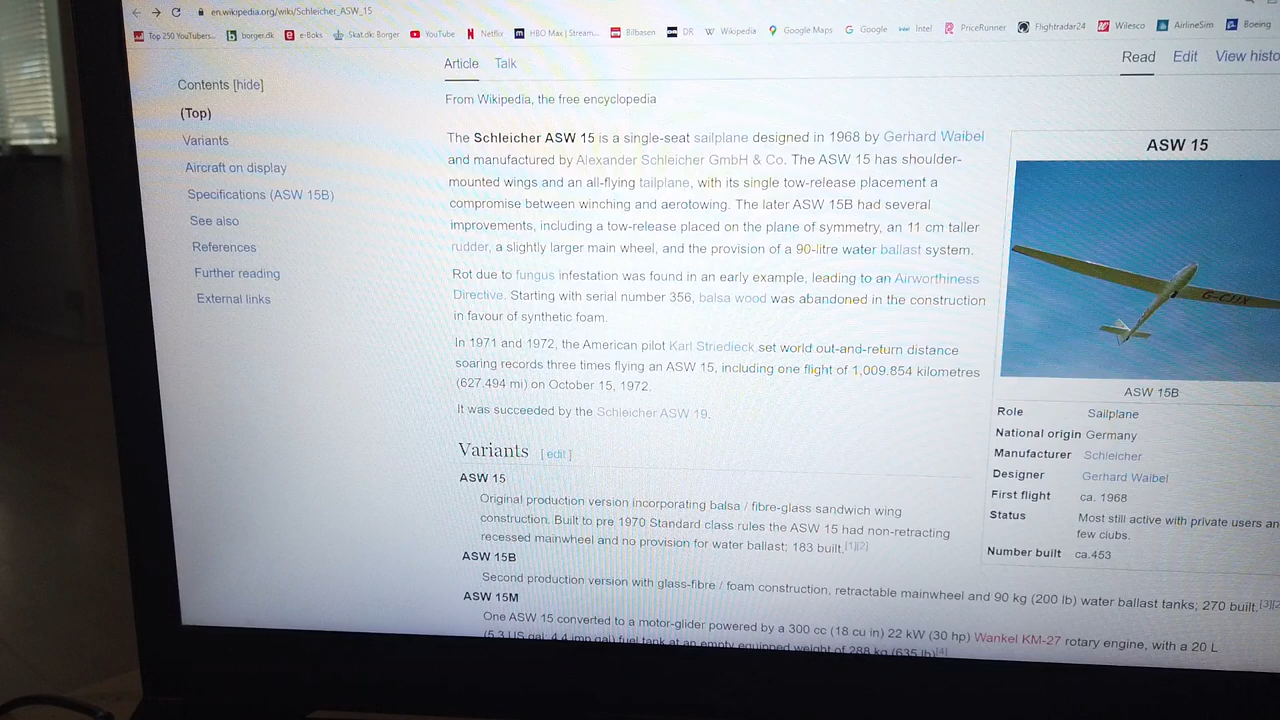 en.wikipedia.org/wiki/Schleicher_ASW_15
Top 250 YouTubers... borger.dk e-Boks Skat.dk: Borger YouTube Netflix HBO Max | Stream... Bilbasen DR Wikipedia Google Maps Google Intel PriceRunner Flightradar24 Wilesco AirlineSim Boeing
Article Talk
Read Edit View histo
Contents [hide]
(Top)
Variants
Aircraft on display
Specifications (ASW 15B)
See also
References
Further reading
External links
From Wikipedia, the free encyclopedia
The Schleicher ASW 15 is a single-seat sailplane designed in 1968 by Gerhard Waibel
and manufactured by Alexander Schleicher GmbH & Co. The ASW 15 has shoulder-
mounted wings and an all-flying tailplane, with its single tow-release placement a
compromise between winching and aerotowing. The later ASW 15B had several
improvements, including a tow-release placed on the plane of symmetry, an 11 cm taller
rudder, a slightly larger main wheel, and the provision of a 90-litre water ballast system.
Rot due to fungus infestation was found in an early example, leading to an Airworthiness
Directive. Starting with serial number 356, balsa wood was abandoned in the construction
in favour of synthetic foam.
In 1971 and 1972, the American pilot Karl Striedieck set world out-and-return distance
soaring records three times flying an ASW 15, including one flight of 1,009.854 kilometres
(627.494 mi) on October 15, 1972.
It was succeeded by the Schleicher ASW 19.
Variants [ edit ]
ASW 15
Original production version incorporating balsa / fibre-glass sandwich wing
construction. Built to pre 1970 Standard class rules the ASW 15 had non-retracting
recessed mainwheel and no provision for water ballast; 183 built.[1][2]
ASW 15B
Second production version with glass-fibre / foam construction, retractable mainwheel and 90 kg (200 lb) water ballast tanks; 270 built.[3][2
ASW 15M
One ASW 15 converted to a motor-glider powered by a 300 cc (18 cu in) 22 kW (30 hp) Wankel KM-27 rotary engine, with a 20 L
(5.3 US gal; 4.4 imp gal) fuel tank at an empty equipped weight of 288 kg (635 lb)[4]
ASW 15
G-CJJX
ASW 15B
Role Sailplane
National origin Germany
Manufacturer Schleicher
Designer Gerhard Waibel
First flight ca. 1968
Status Most still active with private users an
few clubs.
Number built ca.453